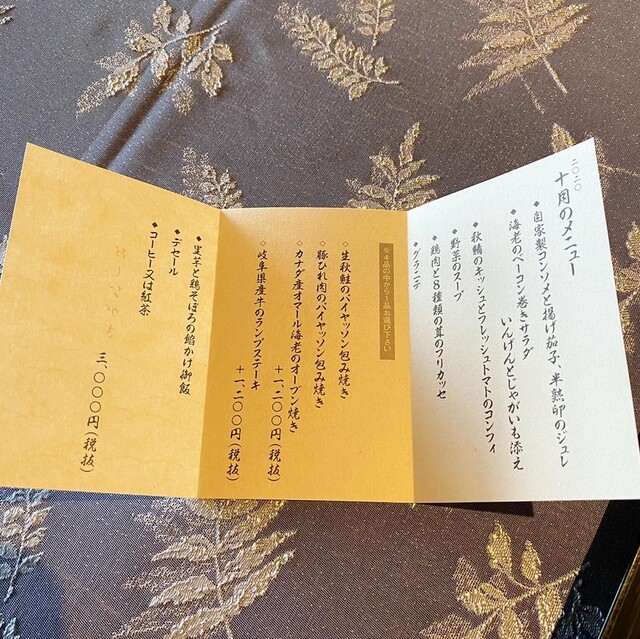 二〇二〇
十月のメニュー
◆自家製コンソメと揚げ茄子、半熟卵のジュレ
◆海老のベーコン巻きサラダ
いんげんとじゃがいも添え
◆秋鯖のキッシュとフレッシュトマトのコンフィ
◆野菜のスープ
◆鶏肉と8種類の茸のフリカッセ
◆グラニテ
※4品の中から1品お選び下さい
◇生秋鮭のパイヤッソン包み焼き
◇豚ひれ肉のパイヤッソン包み焼き
◇カナダ産オマール海老のオーブン焼き
+一、二〇〇円(税抜)
◇岐阜県産牛のランプステーキ
+一、二〇〇円(税抜)
◆里芋と鶏そぼろの餡かけ御飯
◆デセール
◆コーヒー又は紅茶
三、〇〇〇円(税抜)
おしながき